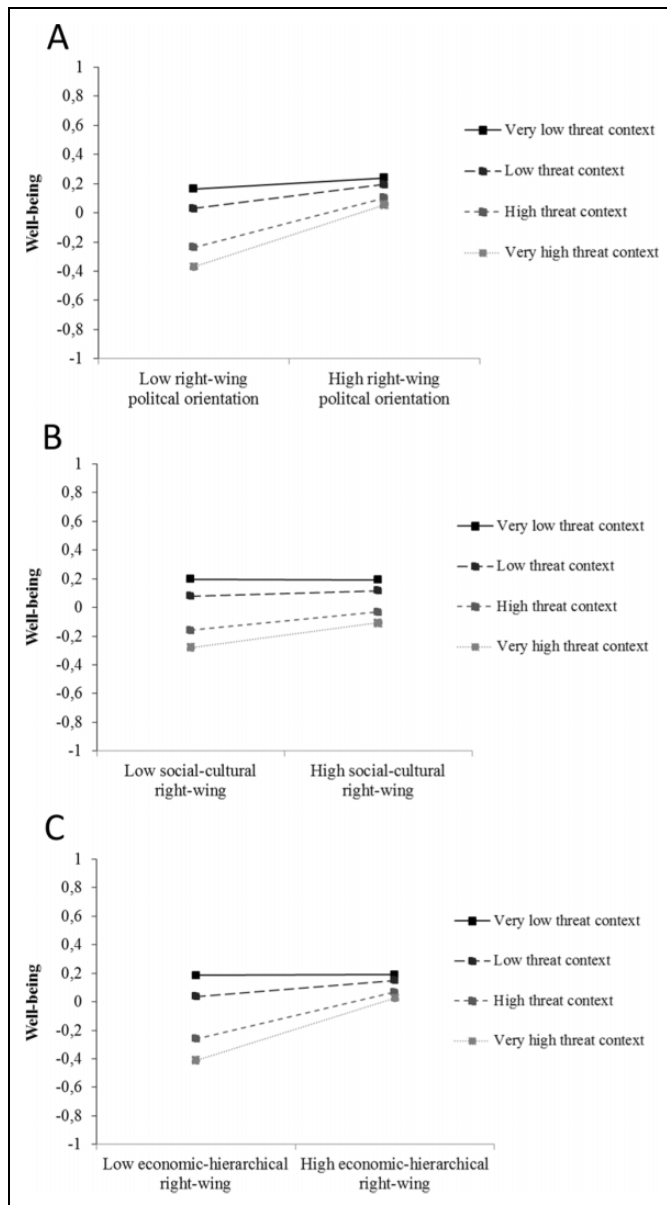 A
1
0,8
0,6
0,4
0,2
0
-0,2
-0,4
-0,6
-0,8
-1
Well-being
Very low threat context
Low threat context
High threat context
Very high threat context
Low right-wing
politcal orientation
High right-wing
politcal orientation
B
1
0,8
0,6
0,4
0,2
0
-0,2
-0,4
-0,6
-0,8
-1
Well-being
Very low threat context
Low threat context
High threat context
Very high threat context
Low social-cultural
right-wing
High social-cultural
right-wing
C
1
0,8
0,6
0,4
0,2
0
-0,2
-0,4
-0,6
-0,8
-1
Well-being
Very low threat context
Low threat context
High threat context
Very high threat context
Low economic-hierarchical
right-wing
High economic-hierarchical
right-wing